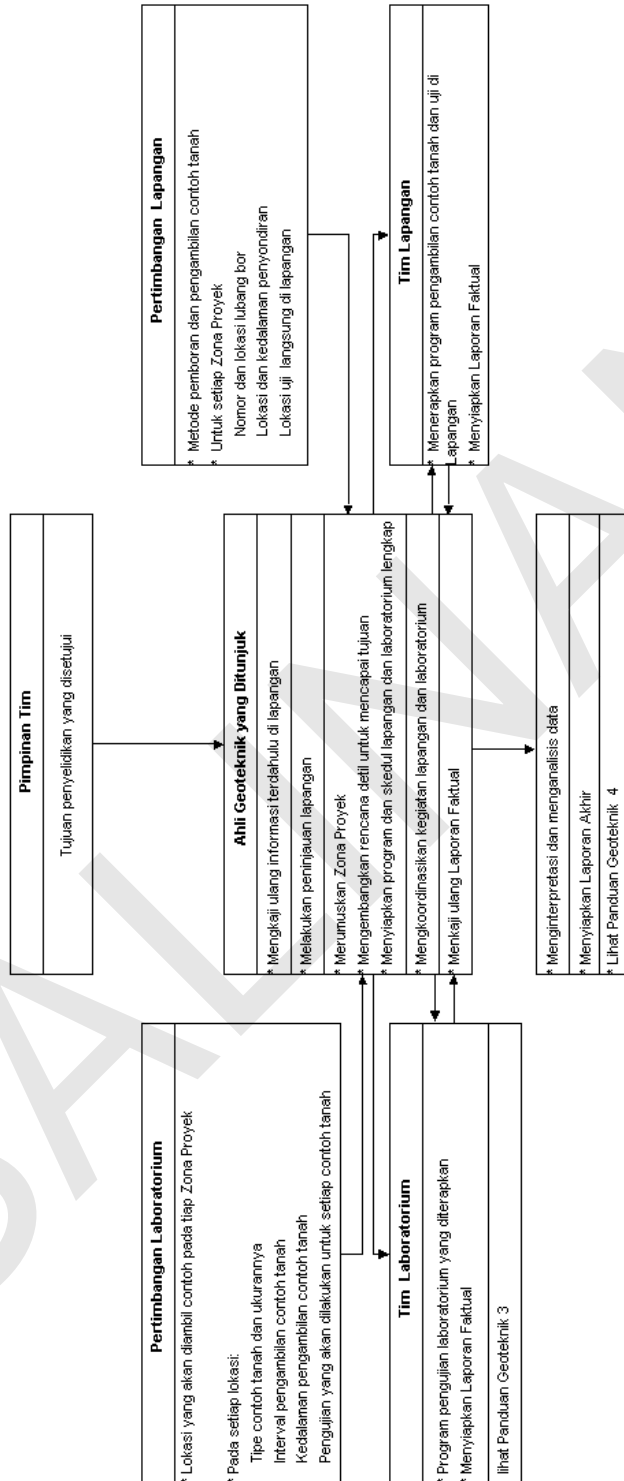 Pimpinan Tim
Tujuan penyelidikan yang disetujui
Pertimbangan Laboratorium
* Lokasi yang akan diambil contoh pada tiap Zona Proyek
* Pada setiap lokasi:
Tipe contoh tanah dan ukurannya
Interval pengambilan contoh tanah
Kedalaman pengambilan contoh tanah
Pengujian yang akan dilakukan untuk setiap contoh tanah
Ahli Geoteknik yang Ditunjuk
* Mengkaji ulang informasi terdahulu di lapangan
* Melakukan peninjauan lapangan
* Merumuskan Zona Proyek
* Mengembangkan rencana detil untuk mencapai tujuan
* Menyiapkan program dan skedul lapangan dan laboratorium lengkap
* Mengkoordinasikan kegiatan lapangan dan laboratorium
* Menkaji ulang Laporan Faktual
Pertimbangan Lapangan
* Metode pemboran dan pengambilan contoh tanah
* Untuk setiap Zona Proyek
Nomor dan lokasi lubang bor
Lokasi dan kedalaman penyondiran
Lokasi uji langsung di lapangan
Tim Laboratorium
* Program pengujian laboratorium yang diterapkan
* Menyiapkan Laporan Faktual
lihat Panduan Geoteknik 3
Tim Lapangan
* Menerapkan program pengambilan contoh tanah dan uji di
Lapangan
* Menyiapkan Laporan Faktual
* Menginterpretasi dan menganalisis data
* Menyiapkan Laporan Akhir
* Lihat Panduan Geoteknik 4
SALINAN